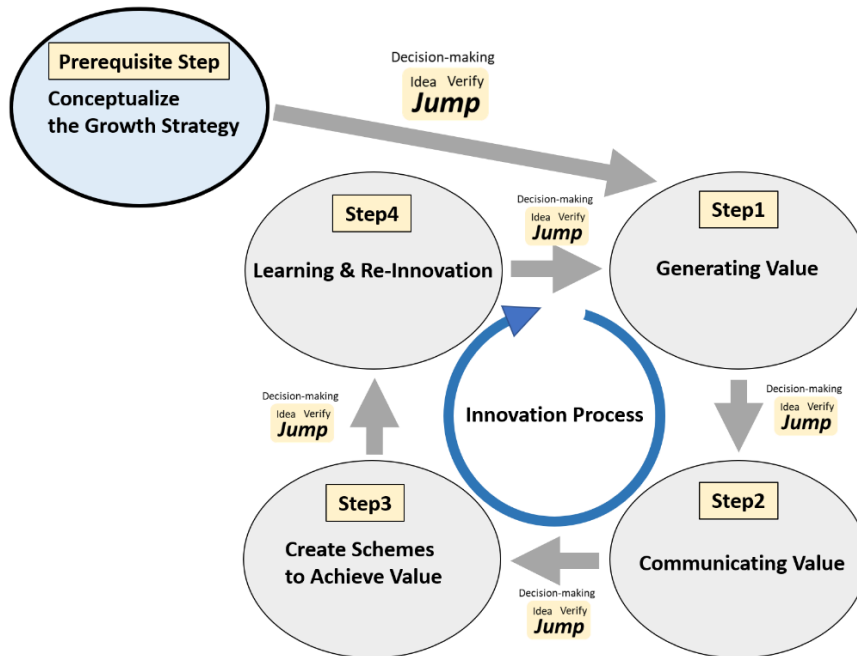 Prerequisite Step
Conceptualize
the Growth Strategy
Decision-making
Idea Verify
Jump
Step4
Learning & Re-Innovation
Decision-making
Idea Verify
Jump
Step1
Generating Value
Decision-making
Idea Verify
Jump
Innovation Process
Decision-making
Idea Verify
Jump
Step3
Create Schemes
to Achieve Value
Step2
Communicating Value
Decision-making
Idea Verify
Jump